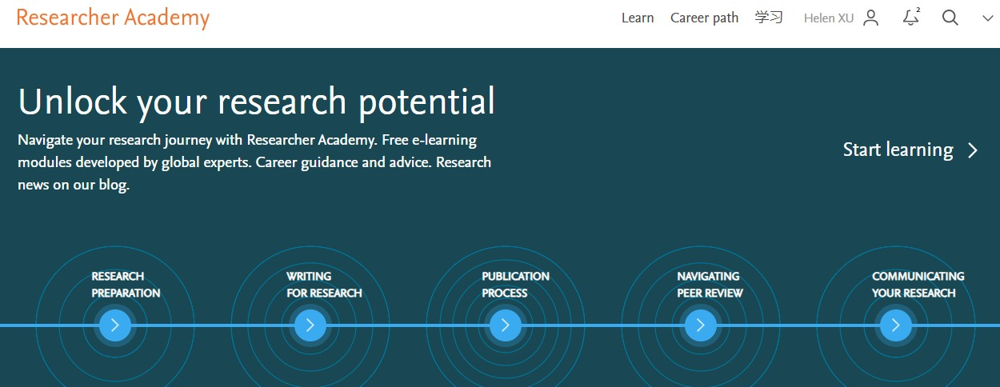 Researcher Academy
Learn Career path 学习 Helen XU 2
Unlock your research potential
Navigate your research journey with Researcher Academy. Free e-learning
modules developed by global experts. Career guidance and advice. Research
news on our blog.
Start learning
RESEARCH
PREPARATION
WRITING
FOR RESEARCH
PUBLICATION
PROCESS
NAVIGATING
PEER REVIEW
COMMUNICATING
YOUR RESEARCH